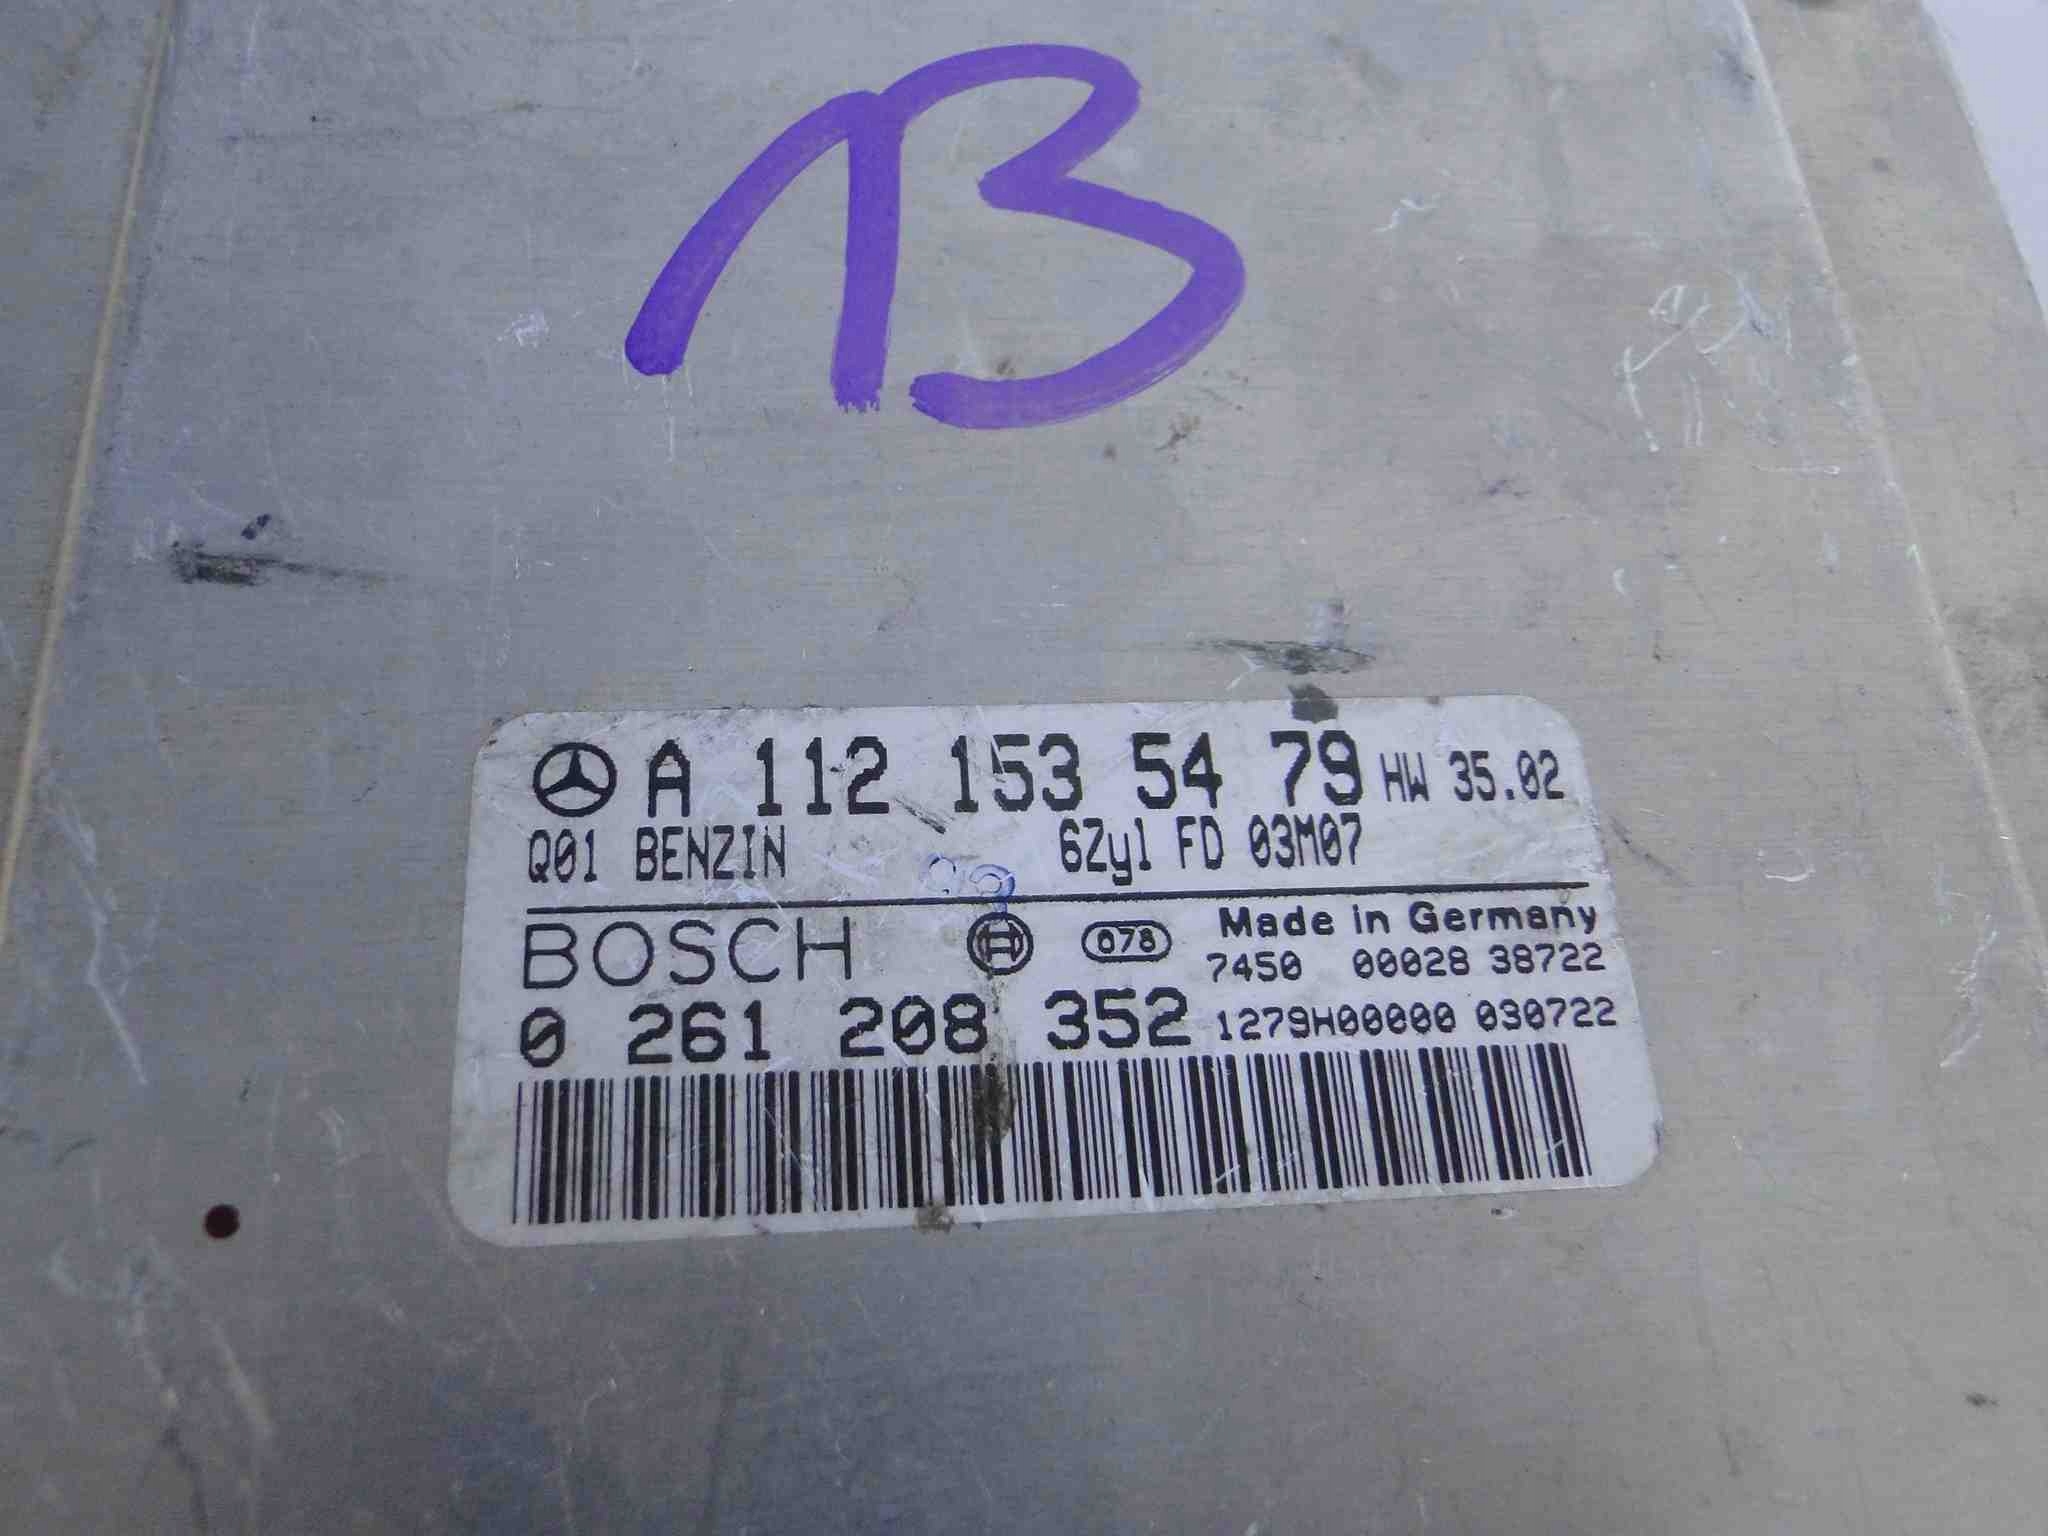 13
A 112 153 54 79 HW 35.02
Q01 BENZIN 6Zyl FD 03M07
BOSCH 078 Made in Germany
7450 00028 38722
0 261 208 352 1279H00000 030722